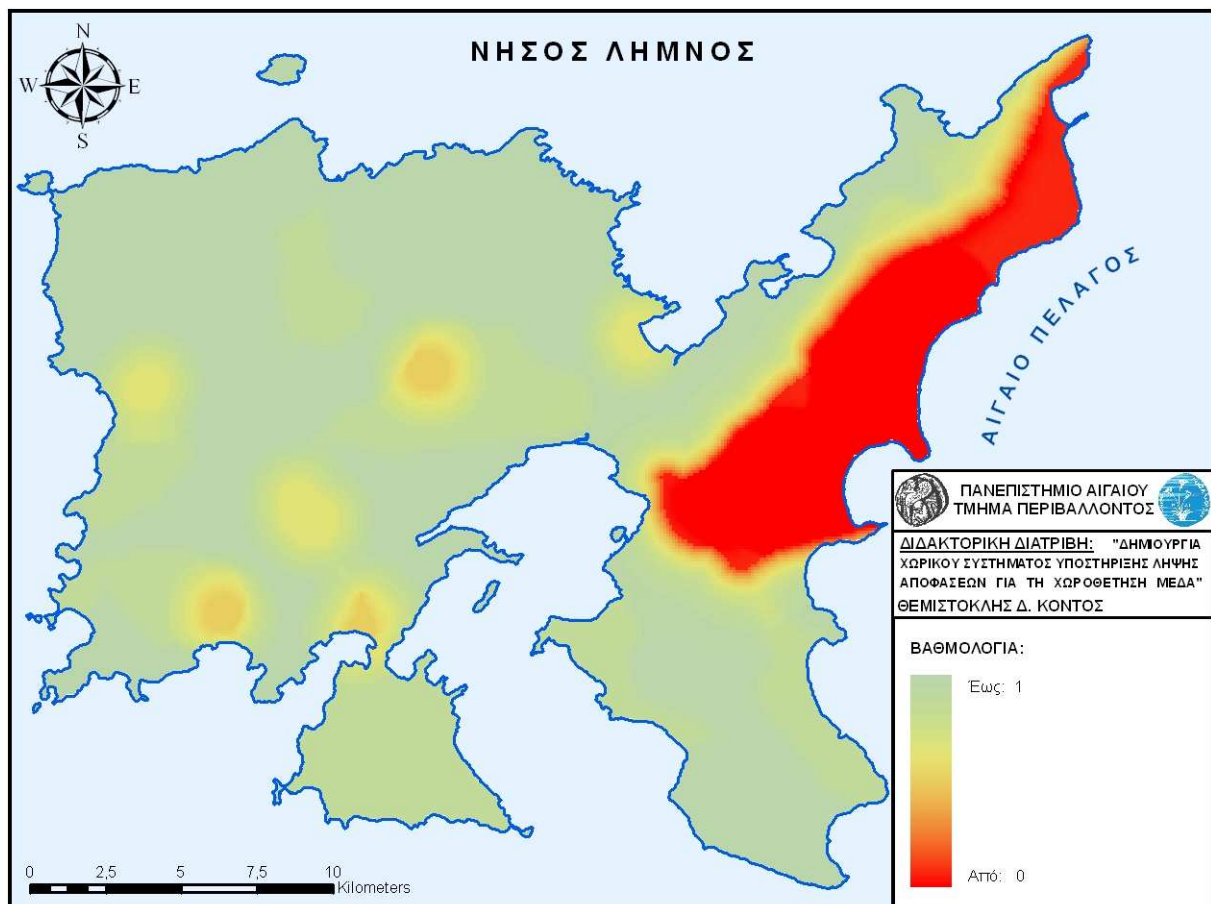 ΝΗΣΟΣ ΛΗΜΝΟΣ
N
W E
S
ΑΙΓΑΙΟ ΠΕΛΑΓΟΣ
ΠΑΝΕΠΙΣΤΗΜΙΟ ΑΙΓΑΙΟΥ
ΤΜΗΜΑ ΠΕΡΙΒΑΛΛΟΝΤΟΣ
ΔΙΔΑΚΤΟΡΙΚΗ ΔΙΑΤΡΙΒΗ: "ΔΗΜΙΟΥΡΓΙΑ
ΧΩΡΙΚΟΥ ΣΥΣΤΗΜΑΤΟΣ ΥΠΟΣΤΗΡΙΞΗΣ ΛΗΨΗΣ
ΑΠΟΦΑΣΕΩΝ ΓΙΑ ΤΗ ΧΩΡΟΘΕΤΗΣΗ ΜΕΔΑ"
ΘΕΜΙΣΤΟΚΛΗΣ Δ. ΚΟΝΤΟΣ
ΒΑΘΜΟΛΟΓΙΑ:
Έως: 1
Από: 0
0 2,5 5 7,5 10
Kilometers